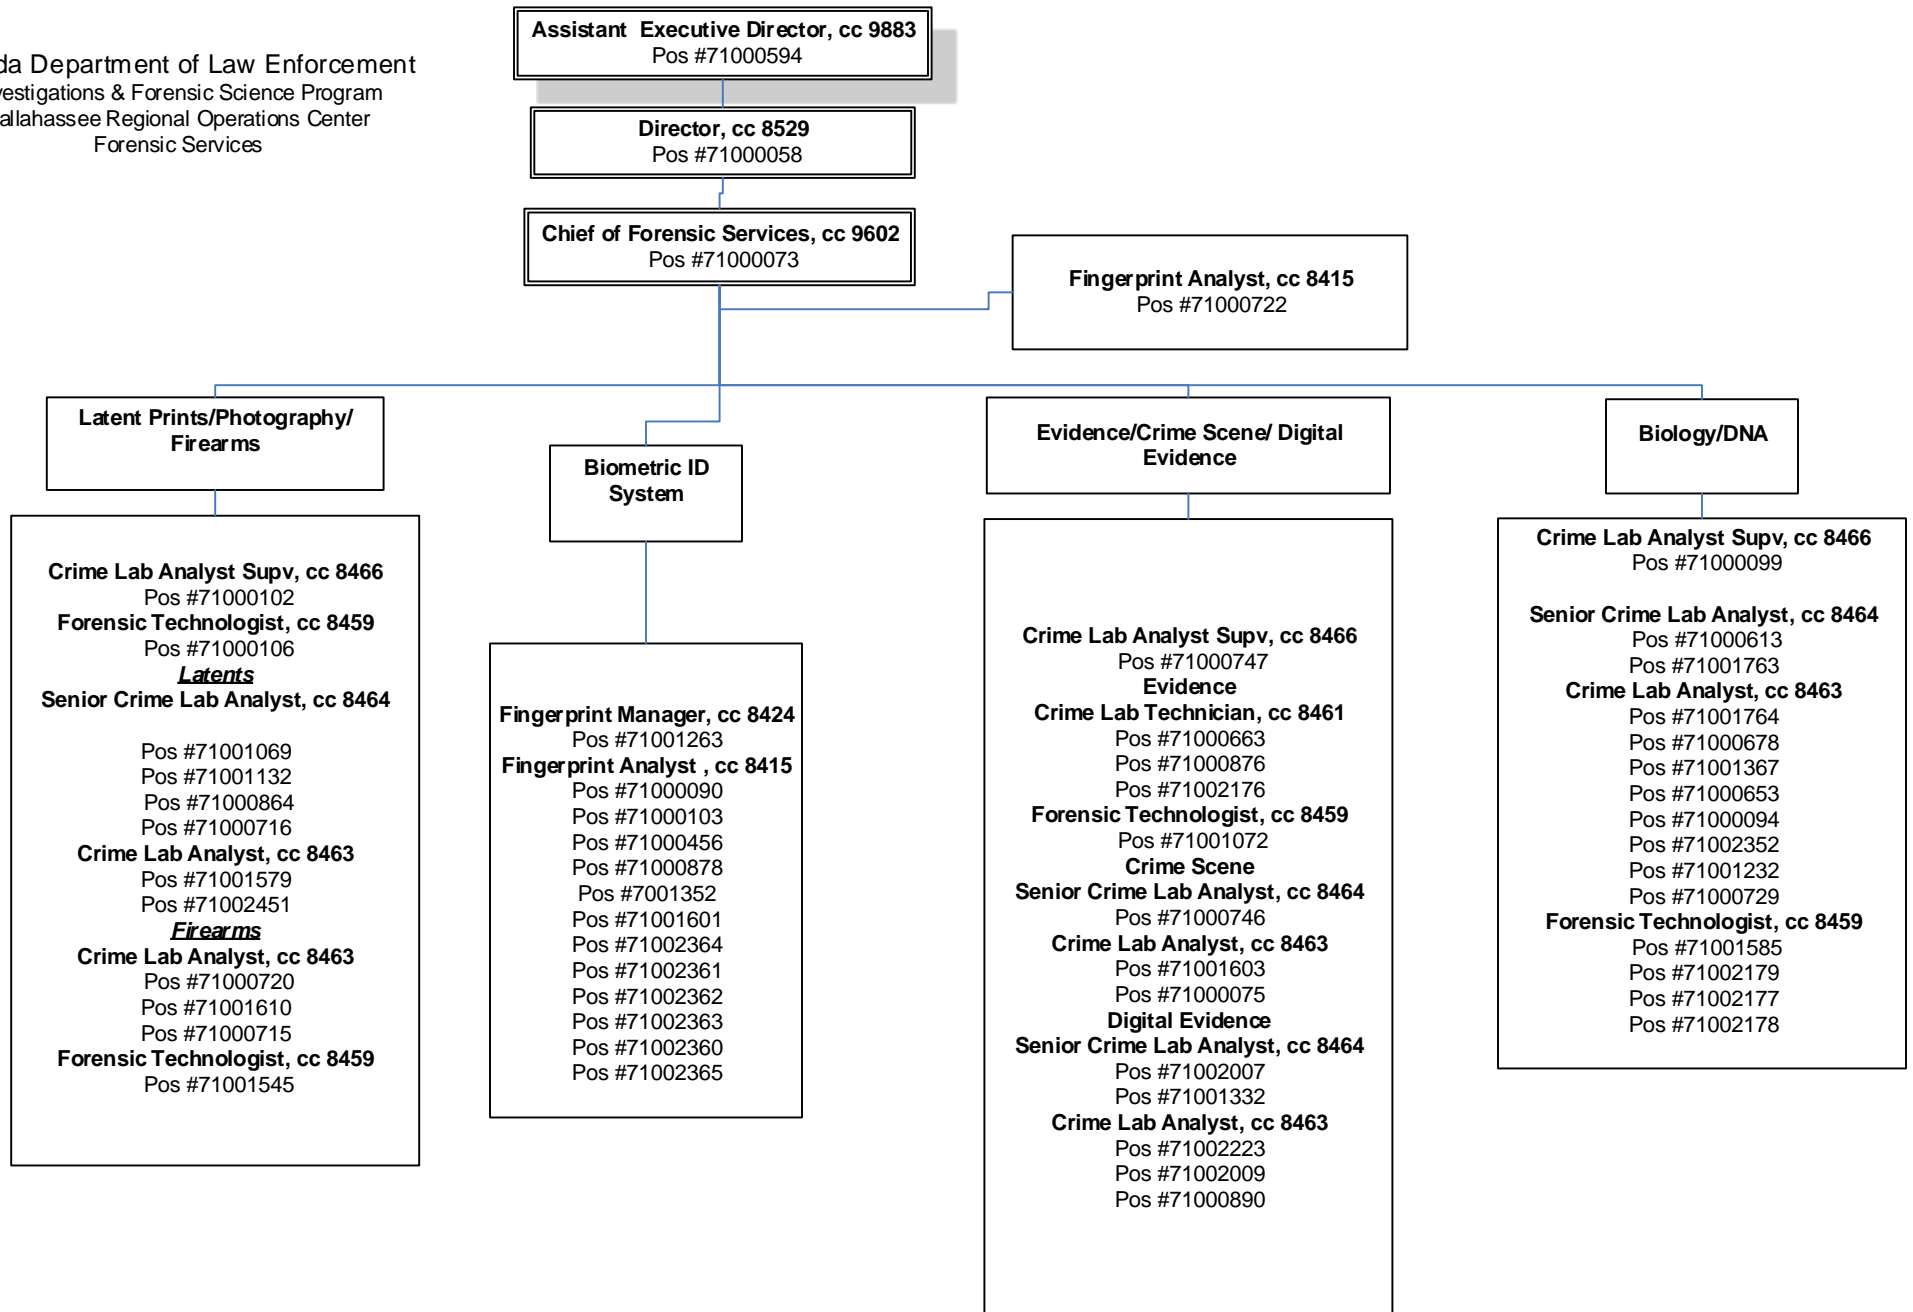 da Department of Law Enforcement
vestigations & Forensic Science Program
allahassee Regional Operations Center
Forensic Services
Assistant Executive Director, cc 9883
Pos #71000594
Director, cc 8529
Pos #71000058
Chief of Forensic Services, cc 9602
Pos #71000073
Fingerprint Analyst, cc 8415
Pos #71000722
Latent Prints/Photography/
Firearms
Crime Lab Analyst Supv, cc 8466
Pos #71000102
Forensic Technologist, cc 8459
Pos #71000106
Latents
Senior Crime Lab Analyst, cc 8464
Pos #71001069
Pos #71001132
Pos #71000864
Pos #71000716
Crime Lab Analyst, cc 8463
Pos #71001579
Pos #71002451
Firearms
Crime Lab Analyst, cc 8463
Pos #71000720
Pos #71001610
Pos #71000715
Forensic Technologist, cc 8459
Pos #71001545
Biometric ID
System
Fingerprint Manager, cc 8424
Pos #71001263
Fingerprint Analyst , cc 8415
Pos #71000090
Pos #71000103
Pos #71000456
Pos #71000878
Pos #7001352
Pos #71001601
Pos #71002364
Pos #71002361
Pos #71002362
Pos #71002363
Pos #71002360
Pos #71002365
Evidence/Crime Scene/ Digital
Evidence
Crime Lab Analyst Supv, cc 8466
Pos #71000747
Evidence
Crime Lab Technician, cc 8461
Pos #71000663
Pos #71000876
Pos #71002176
Forensic Technologist, cc 8459
Pos #71001072
Crime Scene
Senior Crime Lab Analyst, cc 8464
Pos #71000746
Crime Lab Analyst, cc 8463
Pos #71001603
Pos #71000075
Digital Evidence
Senior Crime Lab Analyst, cc 8464
Pos #71002007
Pos #71001332
Crime Lab Analyst, cc 8463
Pos #71002223
Pos #71002009
Pos #71000890
Biology/DNA
Crime Lab Analyst Supv, cc 8466
Pos #71000099
Senior Crime Lab Analyst, cc 8464
Pos #71000613
Pos #71001763
Crime Lab Analyst, cc 8463
Pos #71001764
Pos #71000678
Pos #71001367
Pos #71000653
Pos #71000094
Pos #71002352
Pos #71001232
Pos #71000729
Forensic Technologist, cc 8459
Pos #71001585
Pos #71002179
Pos #71002177
Pos #71002178